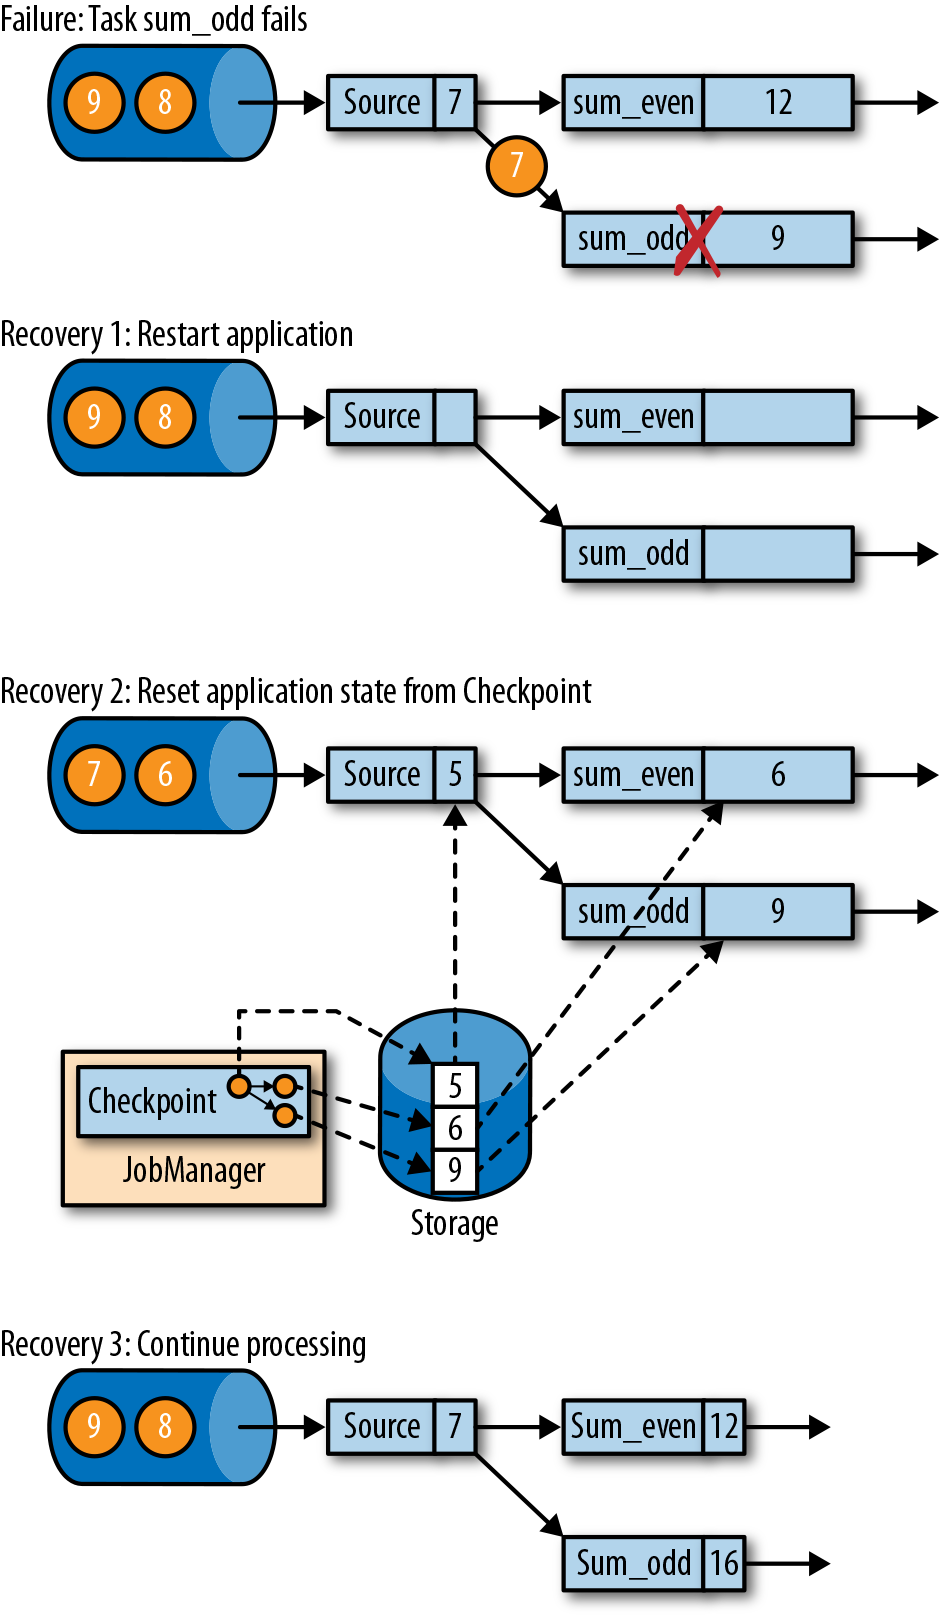 Failure: Task sum_odd fails
9 8 Source 7 sum_even 12
7
sum_odd 9
Recovery 1: Restart application
9 8 Source sum_even
sum_odd
Recovery 2: Reset application state from Checkpoint
7 6 Source 5 sum_even 6
sum_odd 9
5
Checkpoint
6
JobManager
9
Storage
Recovery 3: Continue processing
9 8 Source 7 Sum_even 12
Sum_odd 16